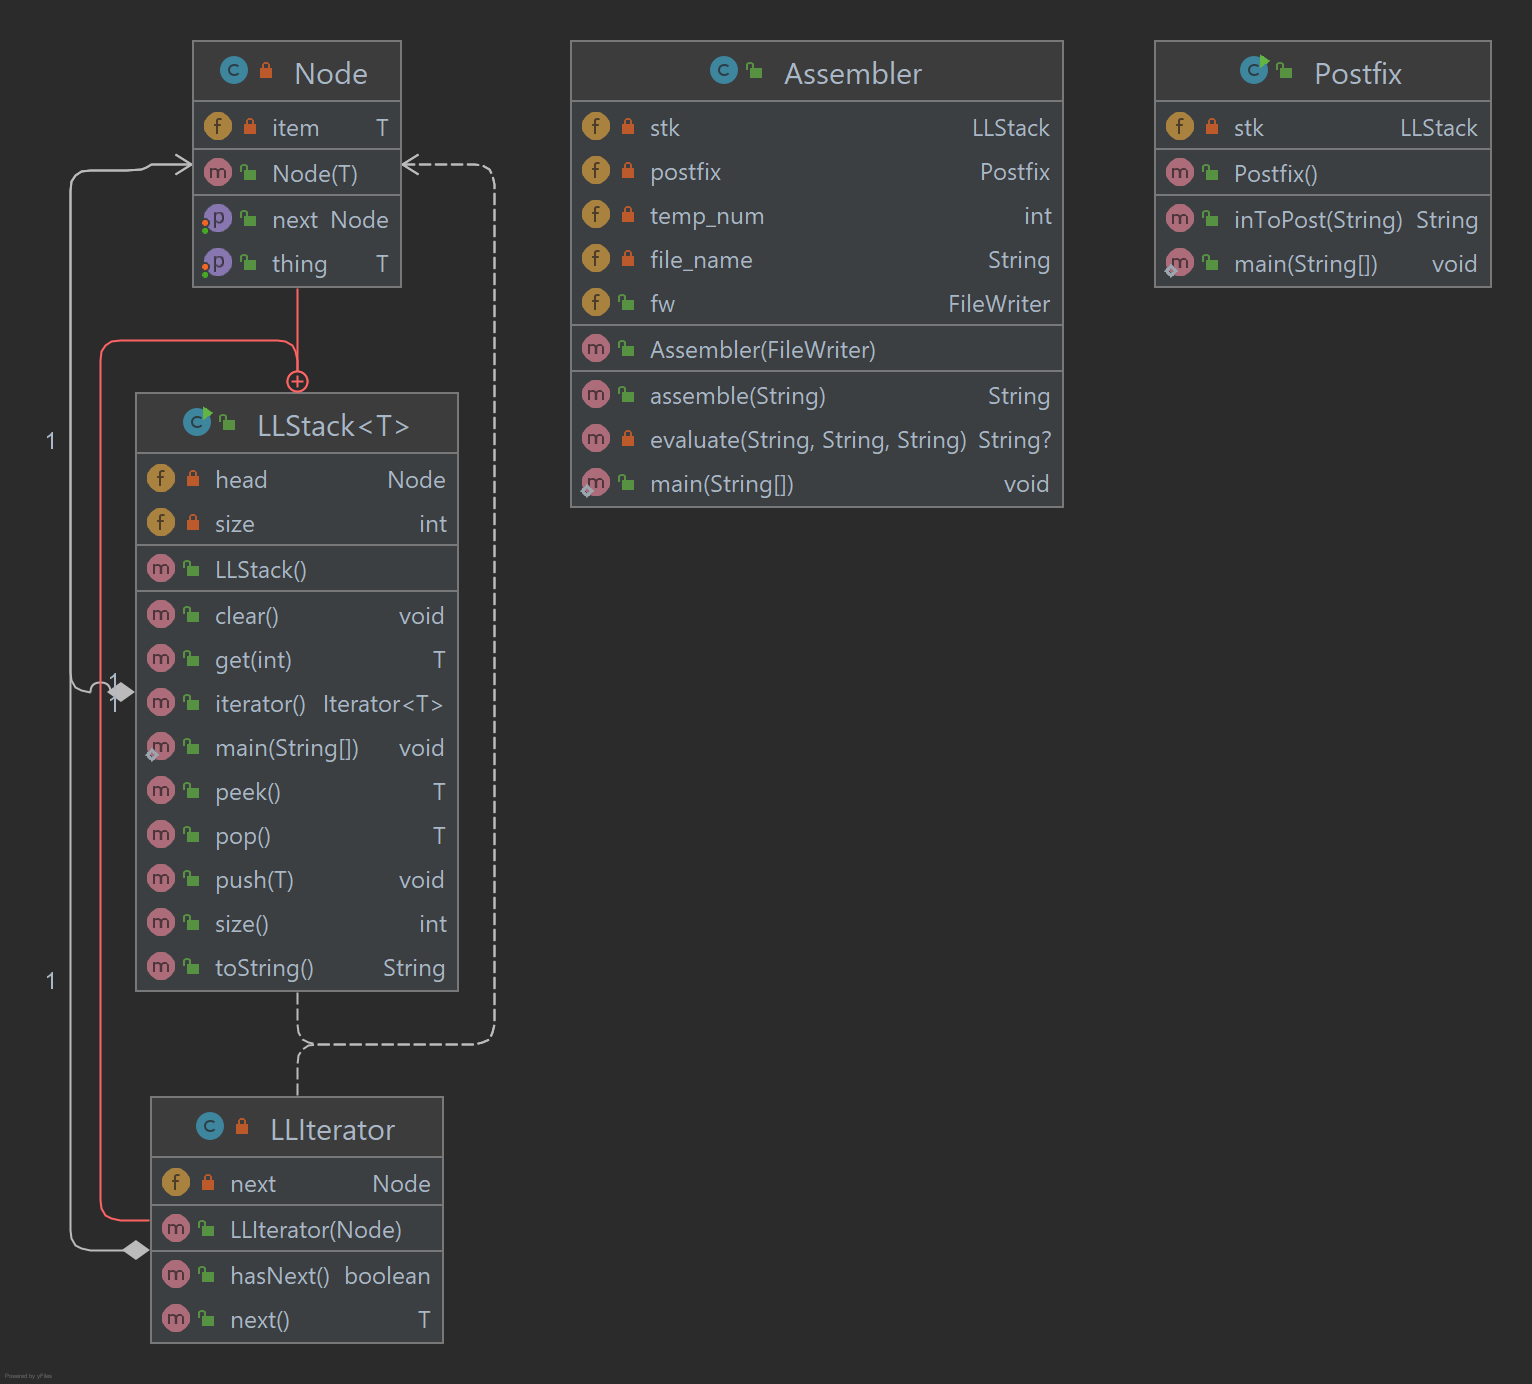 Node
item T
Node(T)
next Node
thing T
1
LLStack<T>
head Node
size int
LLStack()
clear() void
get(int) T
iterator() Iterator<T>
1
main(String[]) void
peek() T
pop() T
push(T) void
size() int
toString() String
1
LLIterator
next Node
LLIterator(Node)
hasNext() boolean
next() T
Assembler
stk LLStack
postfix Postfix
temp_num int
file_name String
fw FileWriter
Assembler(FileWriter)
assemble(String) String
evaluate(String, String, String) String?
main(String[]) void
Postfix
stk LLStack
Postfix()
inToPost(String) String
main(String[]) void
Powered by yFiles